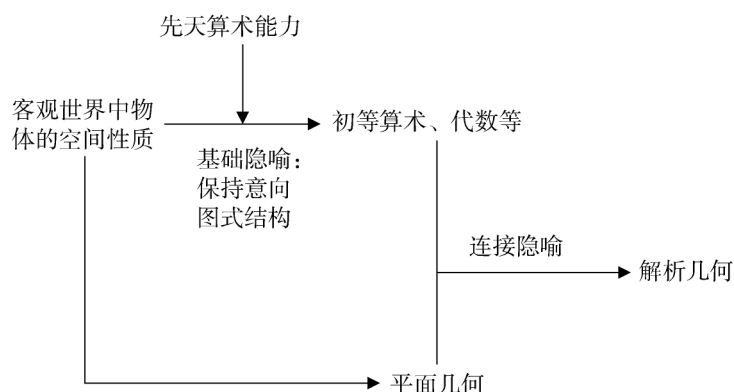 先天算术能力
客观世界中物
体的空间性质
初等算术、代数等
基础隐喻：
保持意向
图式结构
连接隐喻
解析几何
平面几何